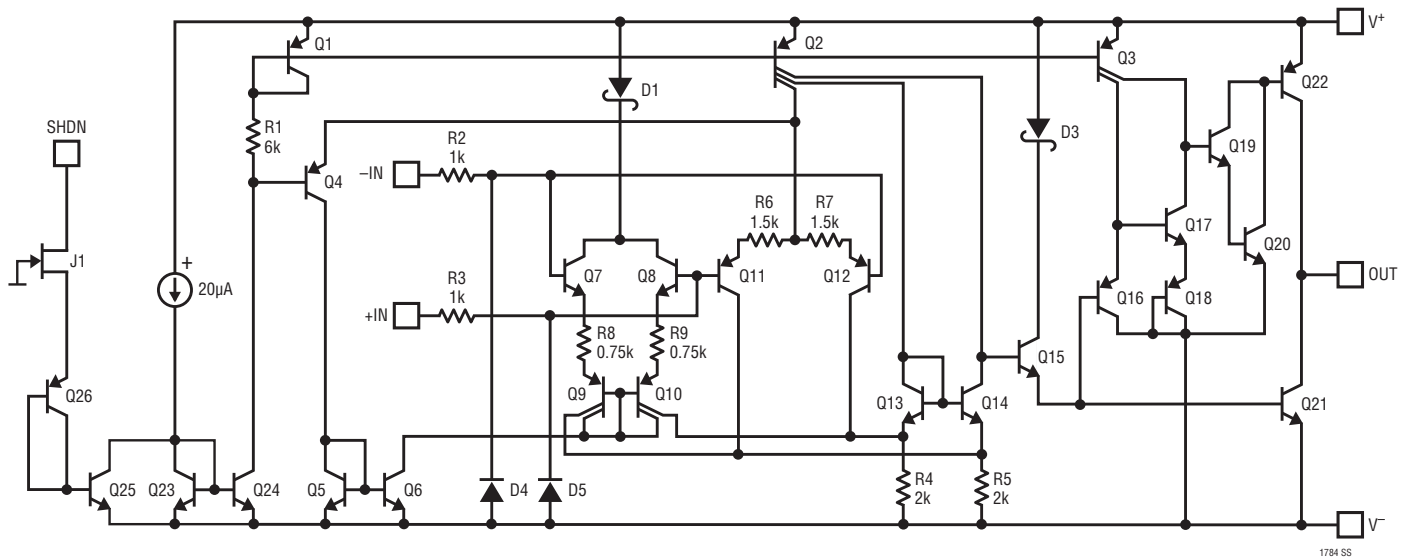 V+
Q1
Q2
Q3
Q22
D1
SHDN
R1
6k
R2
1k
D3
Q19
–IN
Q4
R6
1.5k
R7
1.5k
Q17
Q20
J1
+
20µA
R3
1k
Q7
Q8
Q11
Q12
OUT
Q16
Q18
+IN
R8
0.75k
R9
0.75k
Q15
Q26
Q9
Q10
Q13
Q14
Q21
Q25
Q23
Q24
Q5
Q6
D4
D5
R4
2k
R5
2k
V–
1784 SS